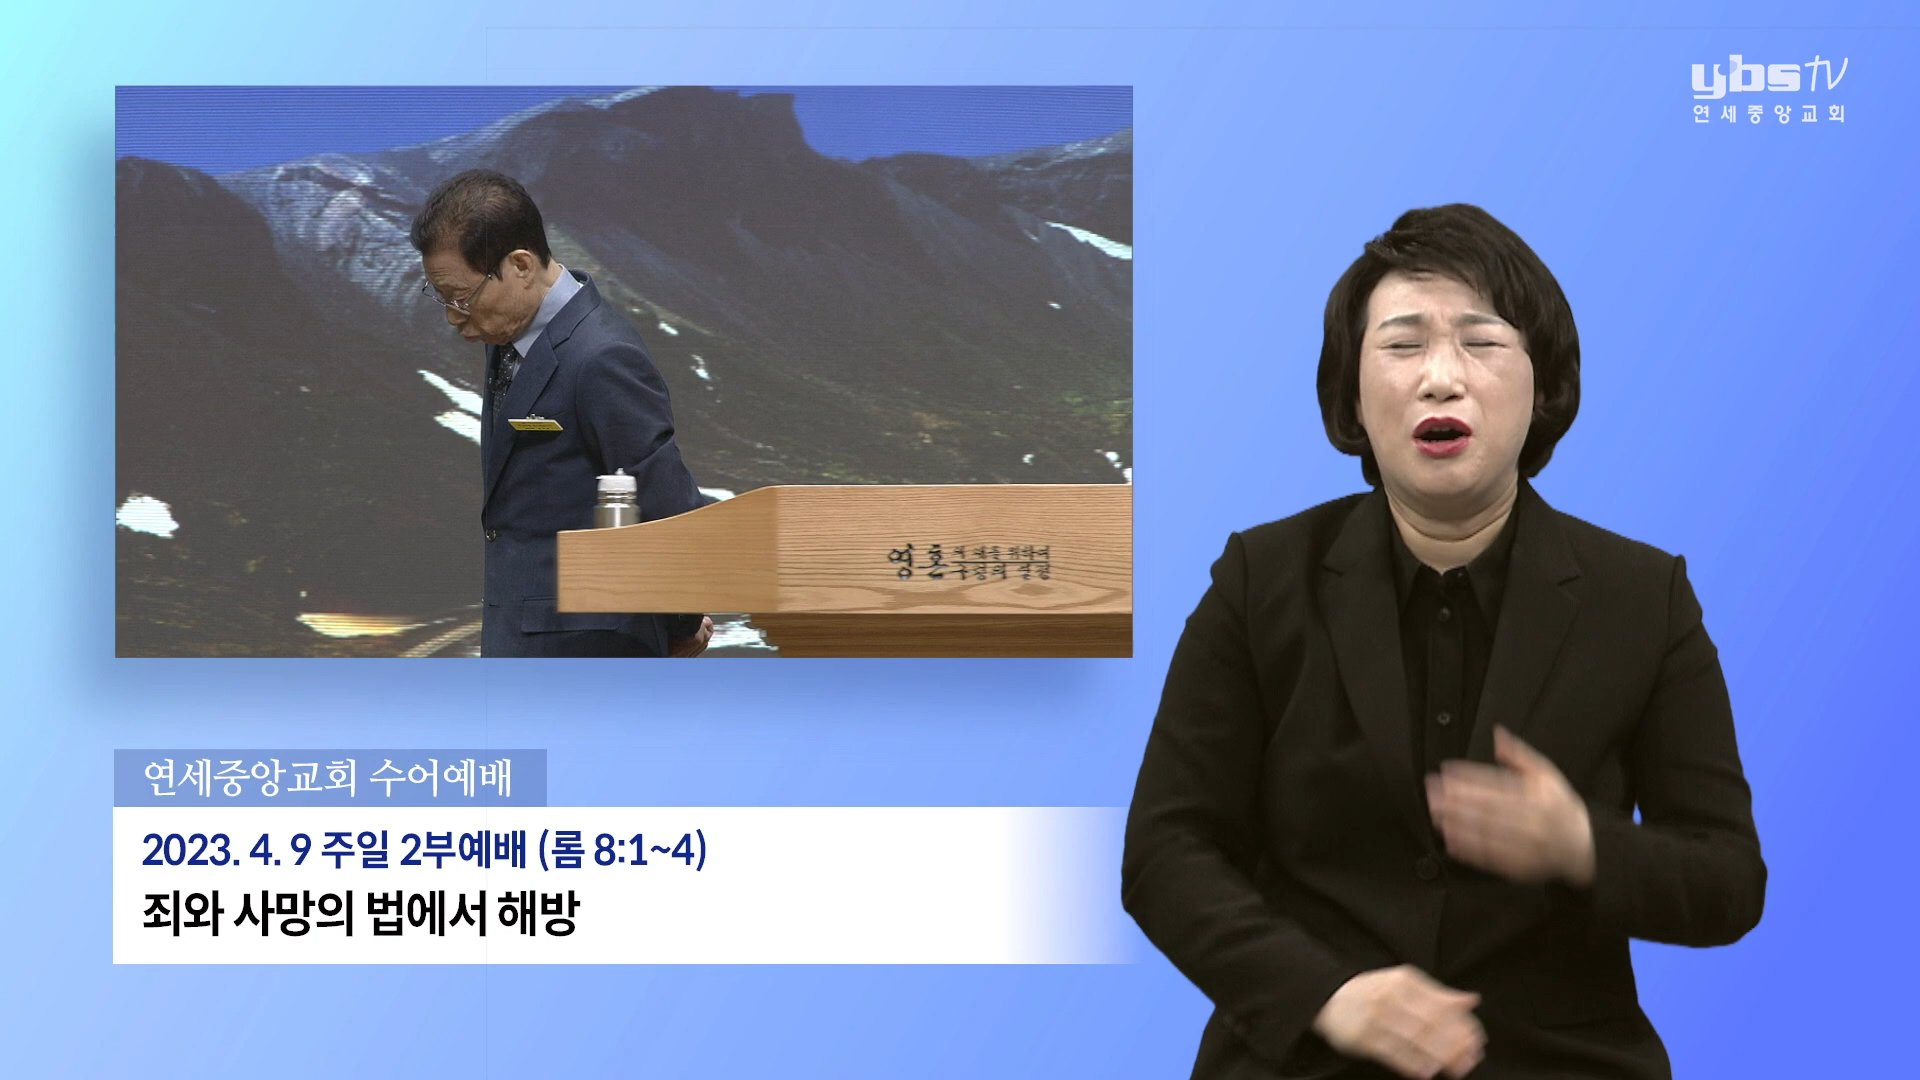 ybstv
연세중앙교회
영혼
연세중앙교회 수어예배
2023. 4. 9 주일 2부예배 (롬 8:1~4)
죄와 사망의 법에서 해방